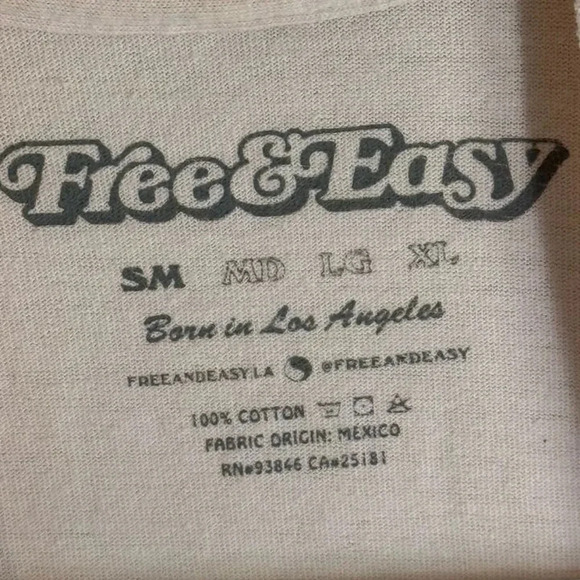 Free&Easy
SM MD LG XL
Born in Los Angeles
FREEANDEASY.LA @FREEANDEASY
100% COTTON
FABRIC ORIGIN: MEXICO
RN#93846 CA#25181